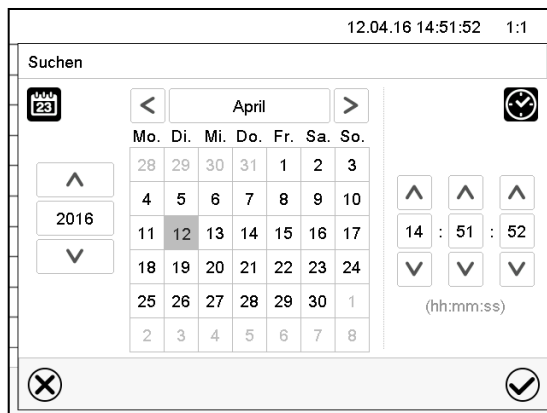 12.04.16 14:51:52 1:1
Suchen
23
< April >
Mo. Di. Mi. Do. Fr. Sa. So.
28 29 30 31 1 2 3
4 5 6 7 8 9 10
2016
11 12 13 14 15 16 17
14 : 51 : 52
18 19 20 21 22 23 24
25 26 27 28 29 30 1
(hh:mm:ss)
2 3 4 5 6 7 8